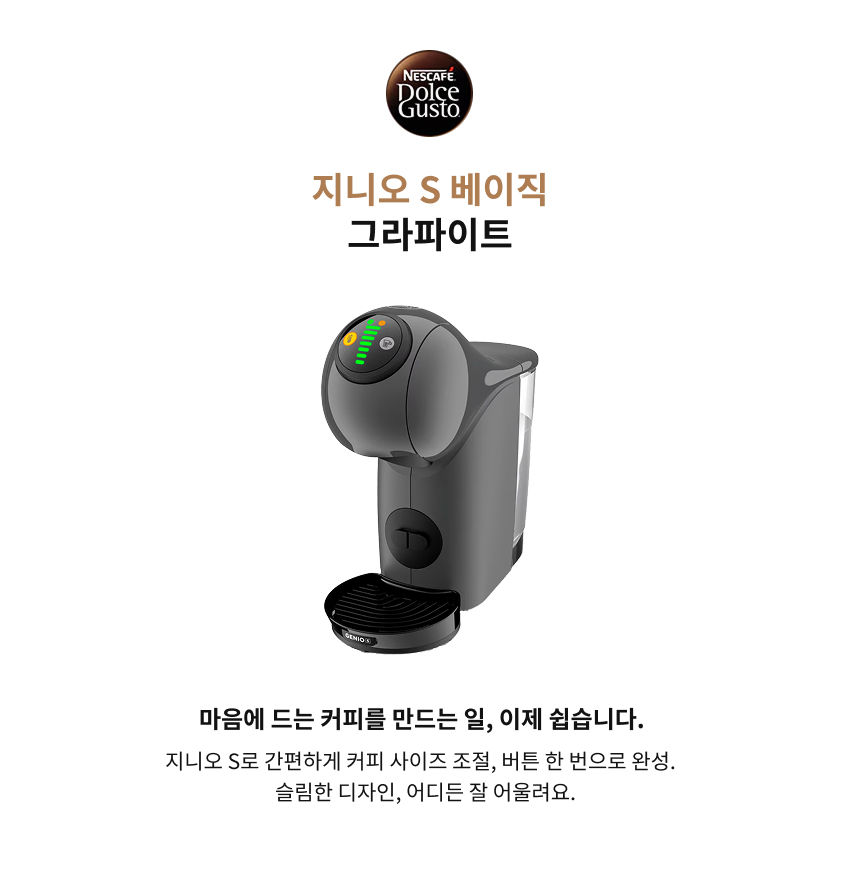 NESCAFÉ
Dolce
Gusto
지니오 S 베이직
그라파이트
GENIO S
마음에 드는 커피를 만드는 일, 이제 쉽습니다.
지니오 S로 간편하게 커피 사이즈 조절, 버튼 한 번으로 완성.
슬림한 디자인, 어디든 잘 어울려요.